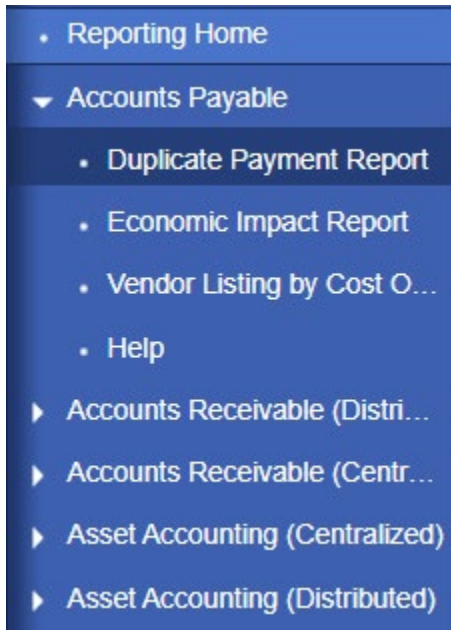 Reporting Home
Accounts Payable
Duplicate Payment Report
Economic Impact Report
Vendor Listing by Cost O...
Help
Accounts Receivable (Distri...
Accounts Receivable (Centr...
Asset Accounting (Centralized)
Asset Accounting (Distributed)